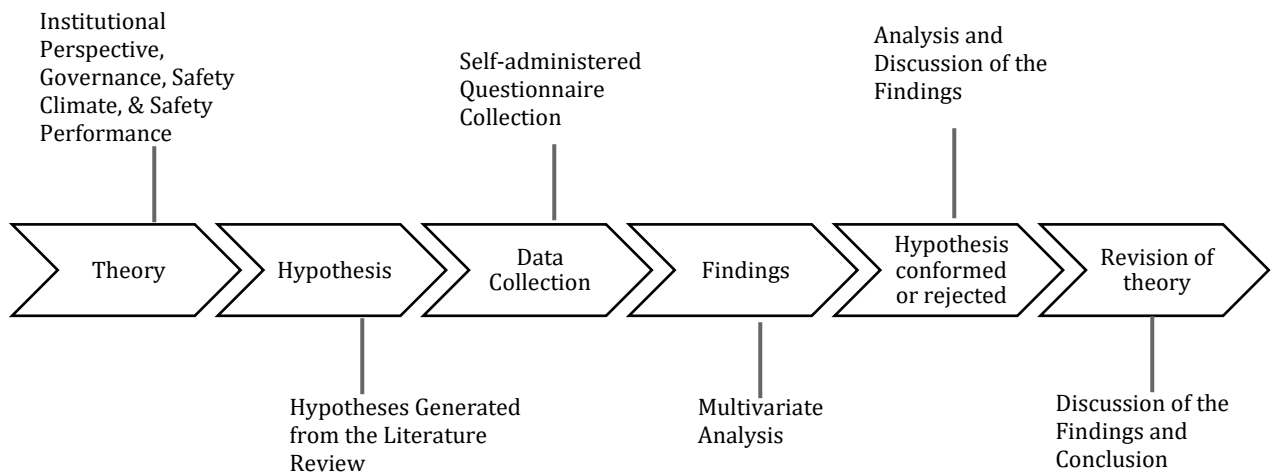 Institutional
Perspective,
Governance, Safety
Climate, & Safety
Performance
Self-administered
Questionnaire
Collection
Analysis and
Discussion of the
Findings
Theory
Hypothesis
Data
Collection
Findings
Hypothesis
conformed
or rejected
Revision of
theory
Hypotheses Generated
from the Literature
Review
Multivariate
Analysis
Discussion of the
Findings and
Conclusion